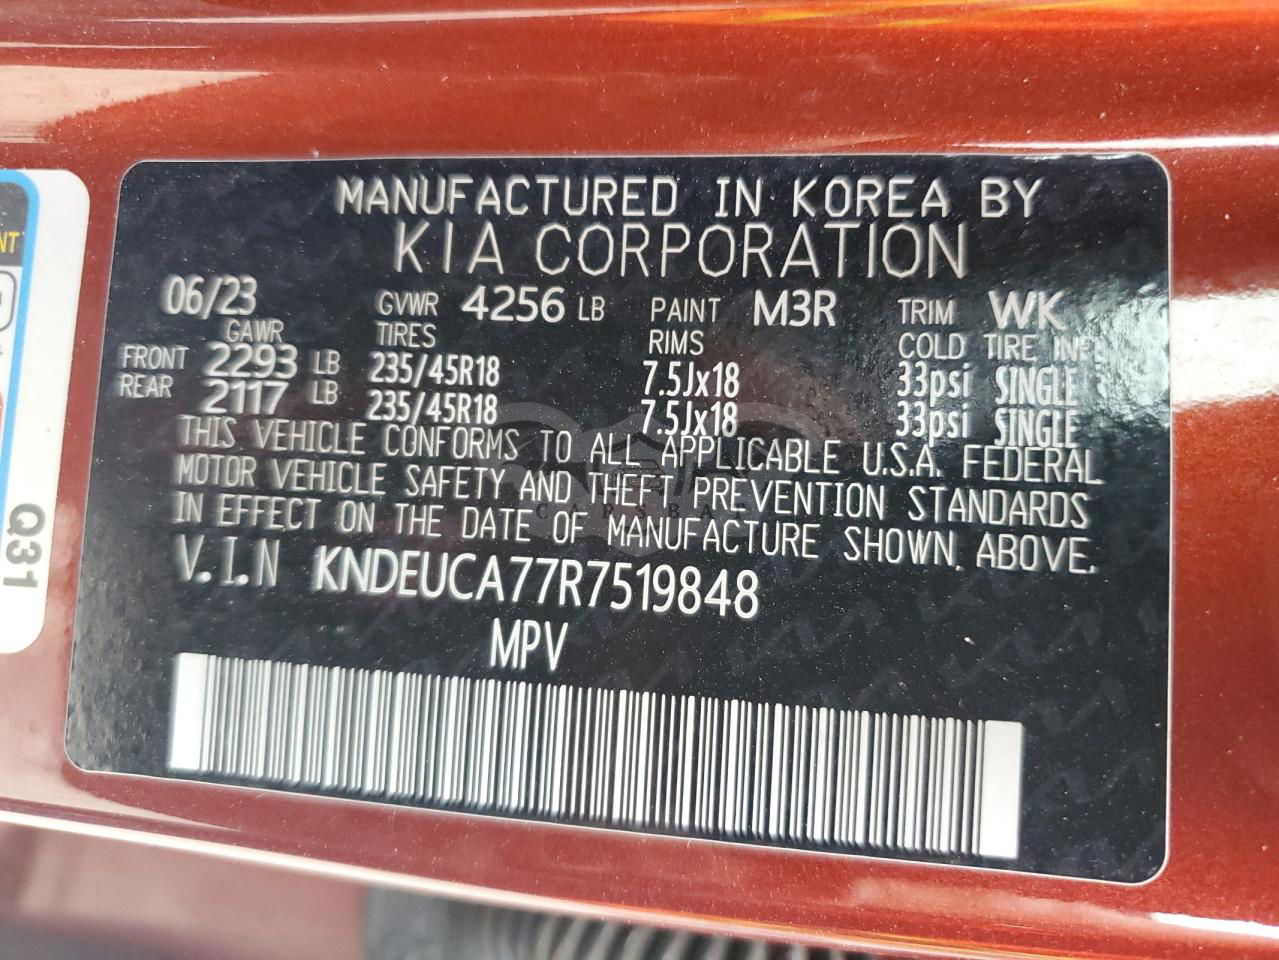 MANUFACTURED IN KOREA BY
KIA CORPORATION
06/23 GVWR 4256 LB PAINT M3R TRIM WK
GAWR TIRES RIMS COLD TIRE INFL
FRONT 2293 LB 235/45R18 7.5Jx18 33psi SINGLE
REAR 2117 LB 235/45R18 7.5Jx18 33psi SINGLE
THIS VEHICLE CONFORMS TO ALL APPLICABLE U.S.A. FEDERAL
MOTOR VEHICLE SAFETY AND THEFT PREVENTION STANDARDS
IN EFFECT ON THE DATE OF MANUFACTURE SHOWN. ABOVE.
V.I.N KNDEUCA77R7519848
MPV
Q31